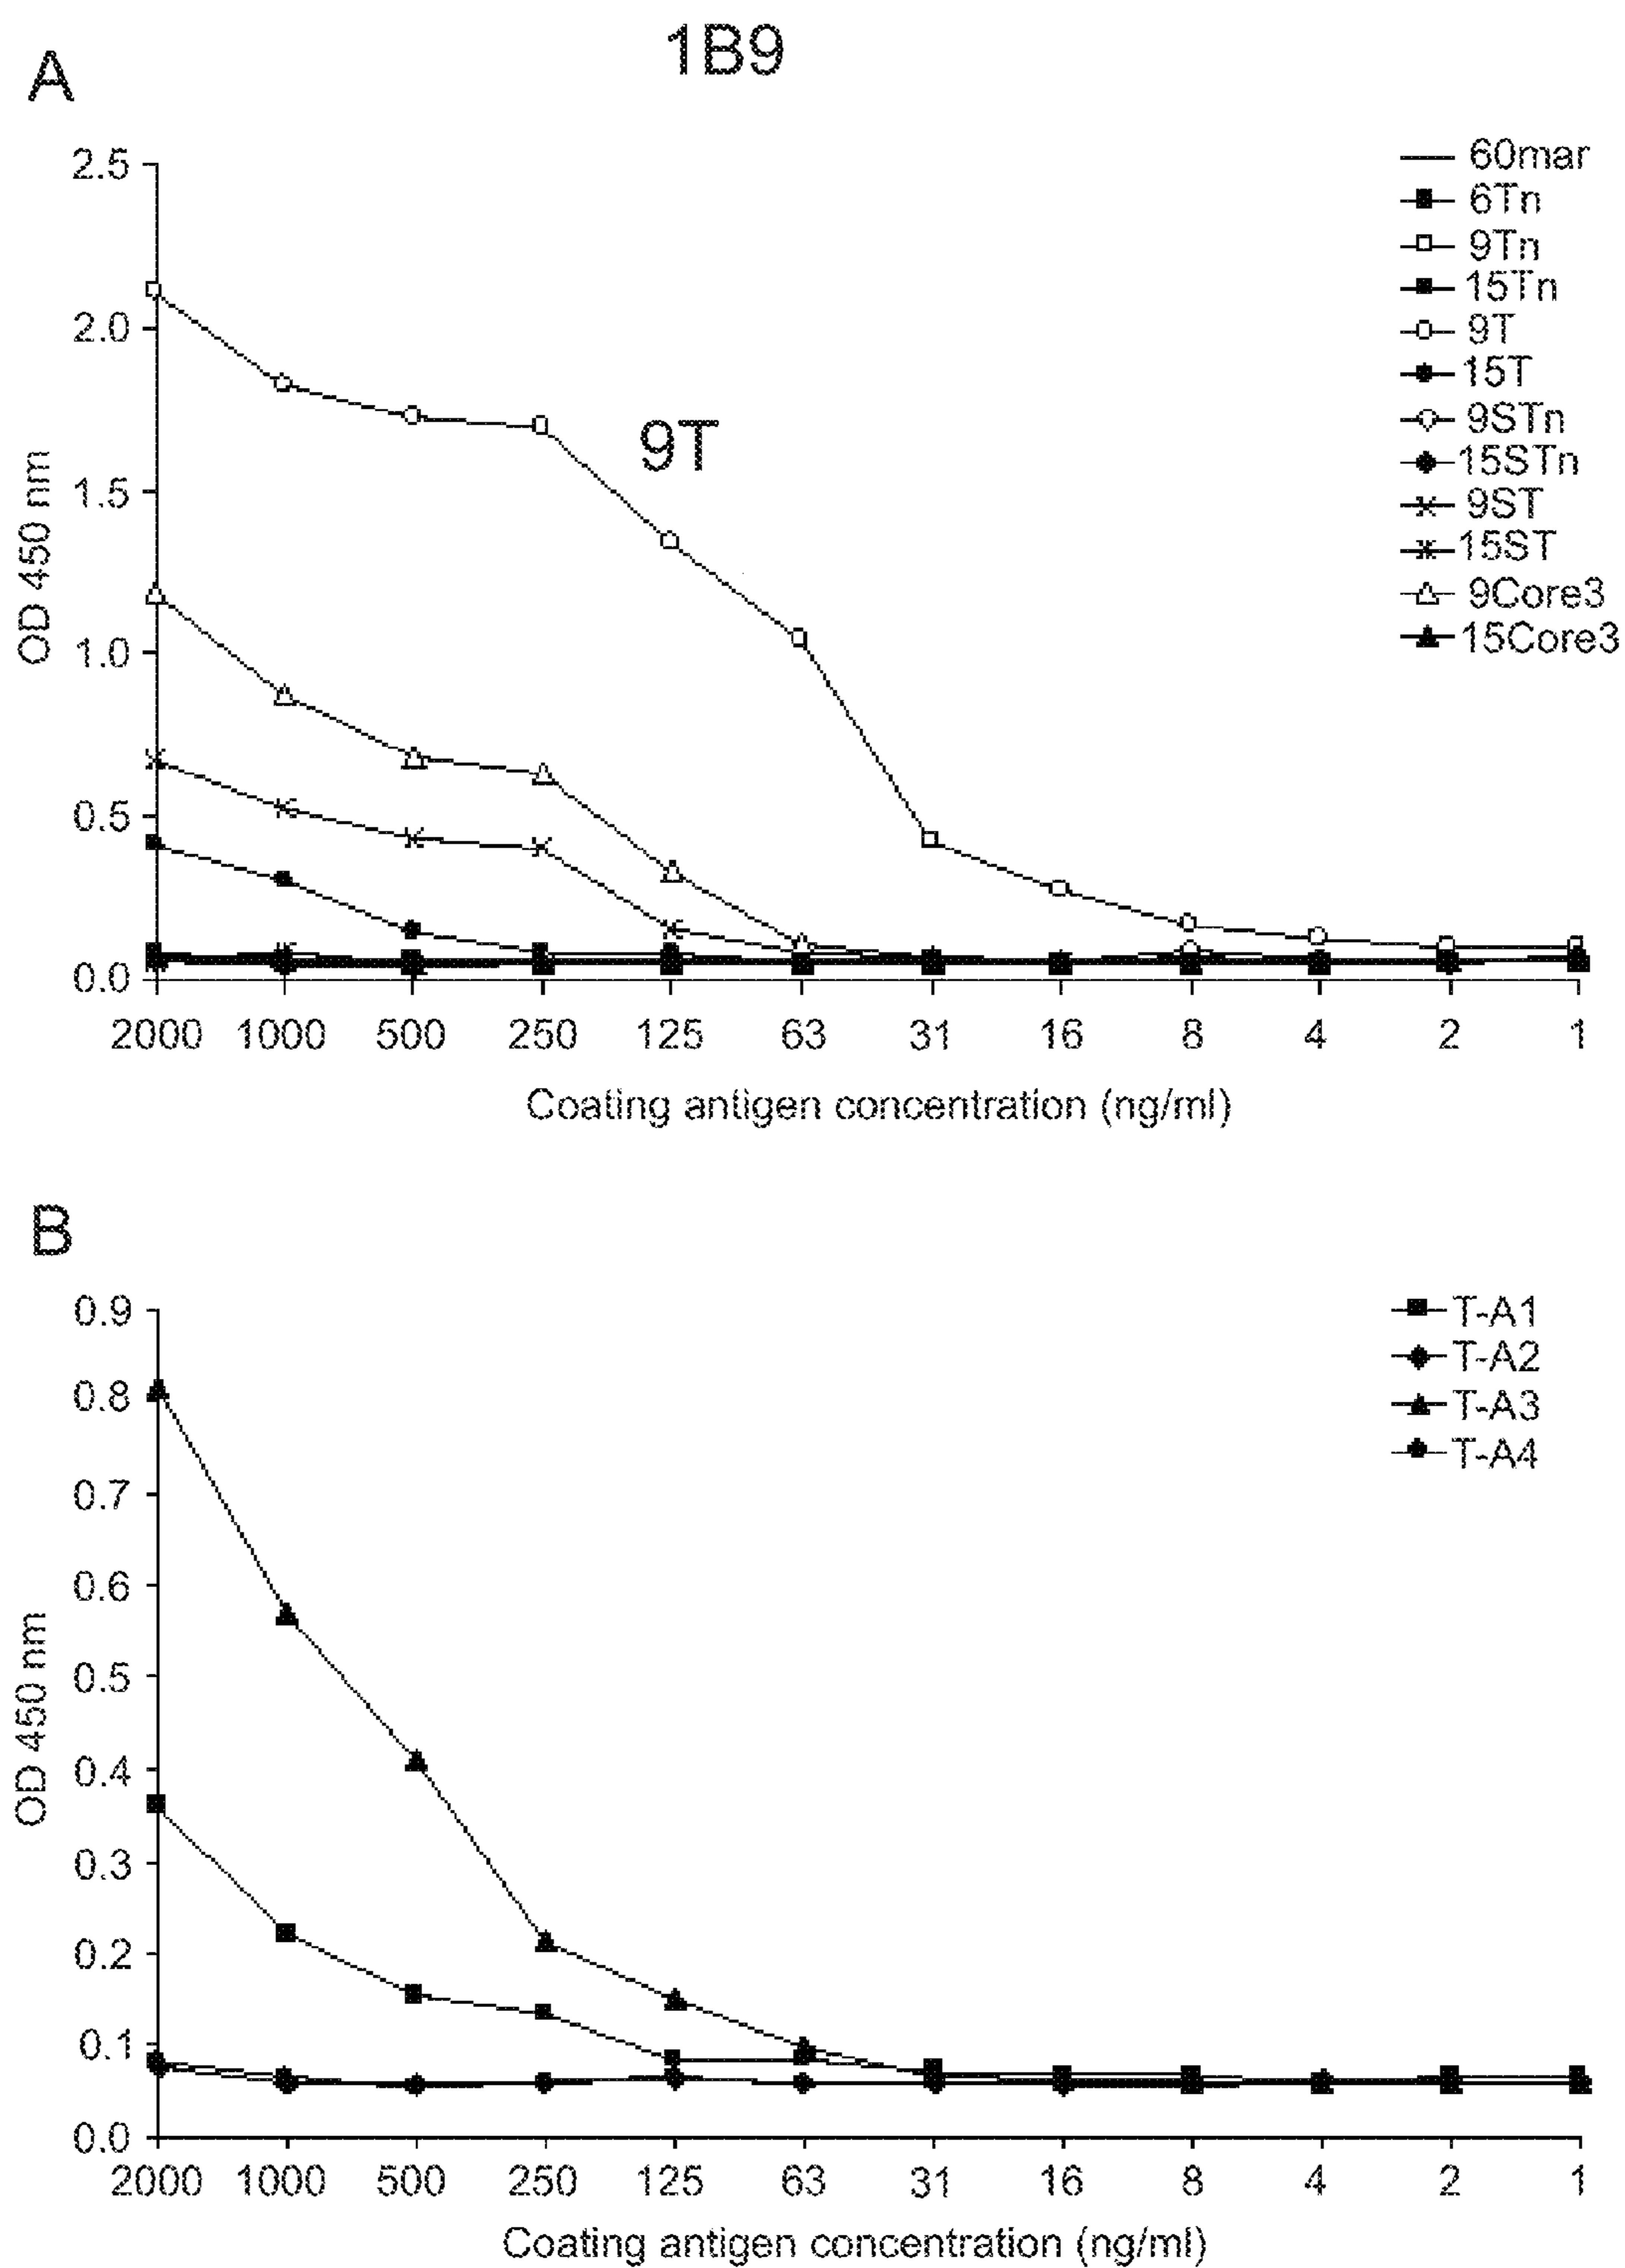 1B9
A
2.5
2.0
1.5
1.0
0.5
0.0
OD 450 nm
9T
60mar
6Tn
9Tn
15Tn
9T
15T
9STn
15STn
9ST
15ST
9Core3
15Core3
2000 1000 500 250 125 63 31 16 8 4 2 1
Coating antigen concentration (ng/ml)
B
0.9
0.8
0.7
0.6
0.5
0.4
0.3
0.2
0.1
0.0
OD 450 nm
T-A1
T-A2
T-A3
T-A4
2000 1000 500 250 125 63 31 16 8 4 2 1
Coating antigen concentration (ng/ml)